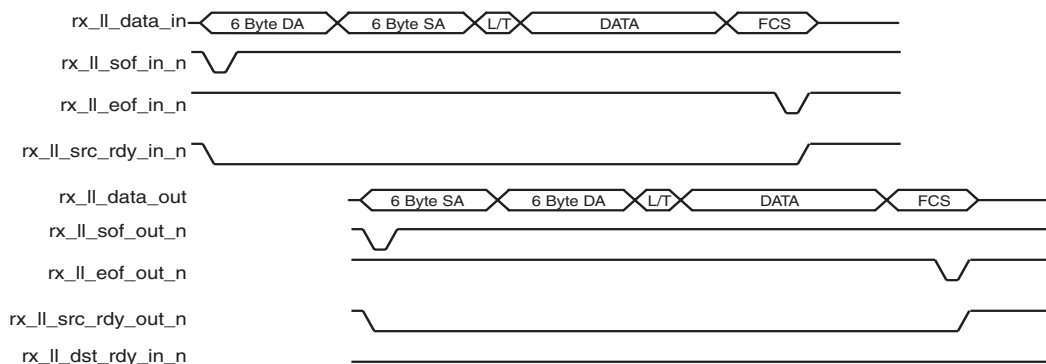 rx_ll_data_in 6 Byte DA 6 Byte SA L/T DATA FCS
rx_ll_sof_in_n
rx_ll_eof_in_n
rx_ll_src_rdy_in_n
rx_ll_data_out 6 Byte SA 6 Byte DA L/T DATA FCS
rx_ll_sof_out_n
rx_ll_eof_out_n
rx_ll_src_rdy_out_n
rx_ll_dst_rdy_in_n